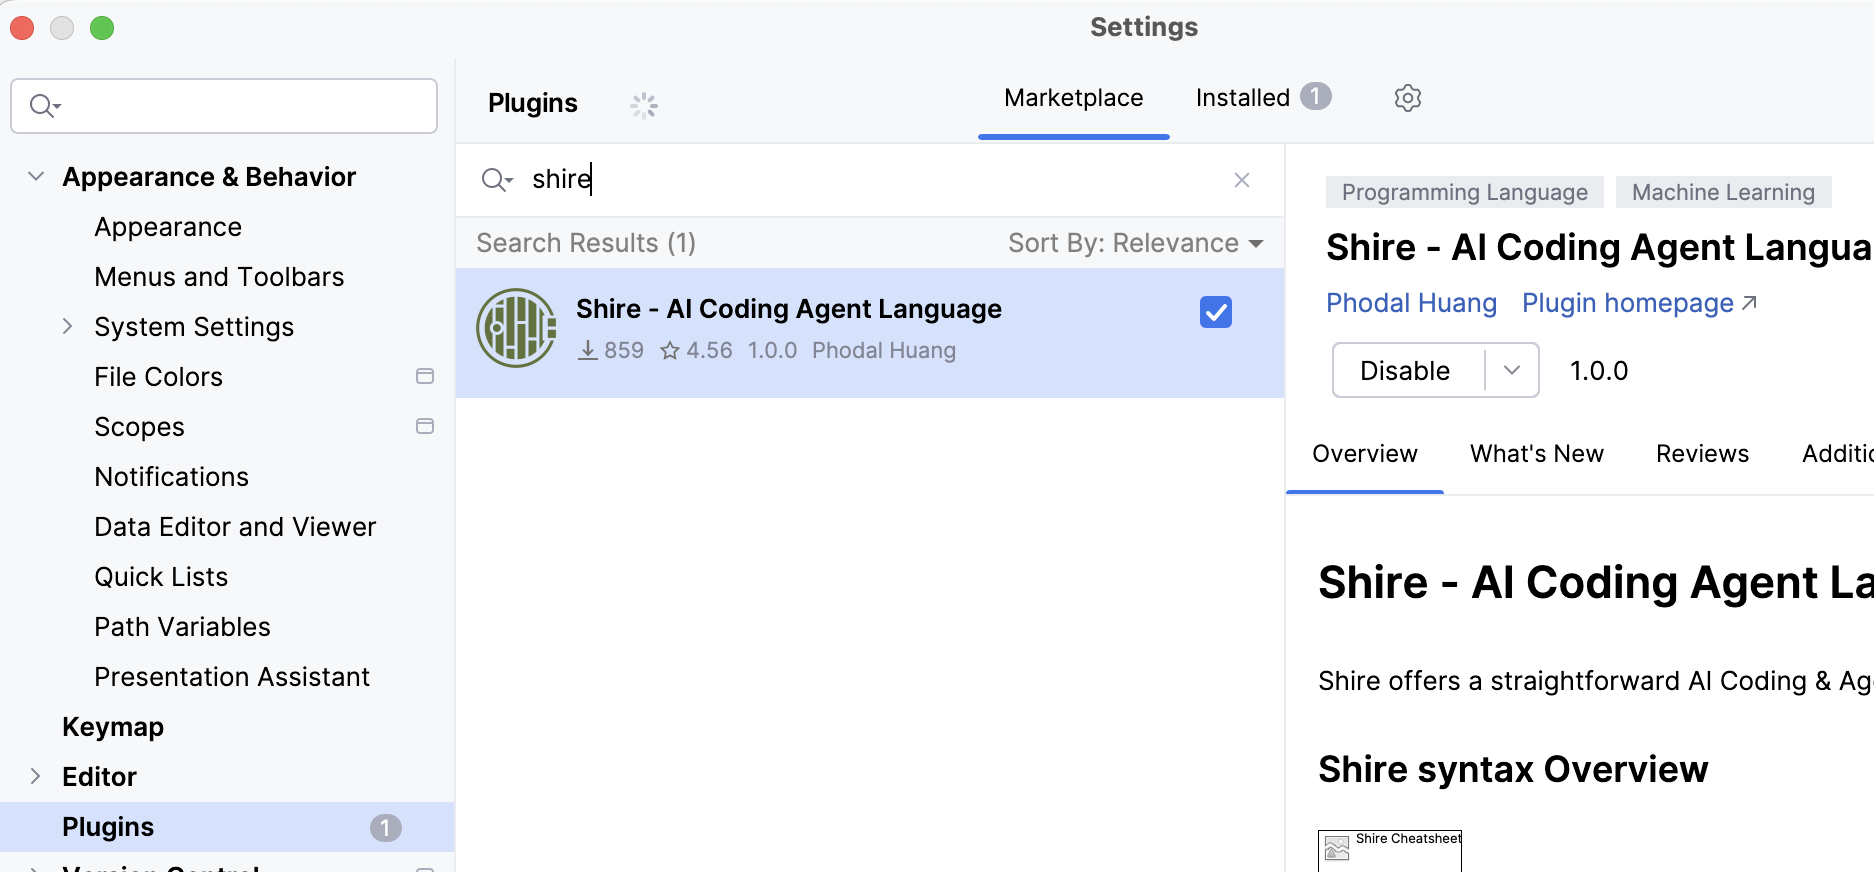 Settings
Appearance & Behavior
Appearance
Menus and Toolbars
System Settings
File Colors
Scopes
Notifications
Data Editor and Viewer
Quick Lists
Path Variables
Presentation Assistant
Keymap
Editor
Plugins 1
Version Control
Plugins
Marketplace
Installed 1
shire
Search Results (1)
Sort By: Relevance
Shire - AI Coding Agent Language
859 4.56 1.0.0 Phodal Huang
Programming Language Machine Learning
Shire - AI Coding Agent Langua
Phodal Huang Plugin homepage
Disable 1.0.0
Overview What's New Reviews Additio
Shire - AI Coding Agent La
Shire offers a straightforward AI Coding & Age
Shire syntax Overview
Shire Cheatsheet